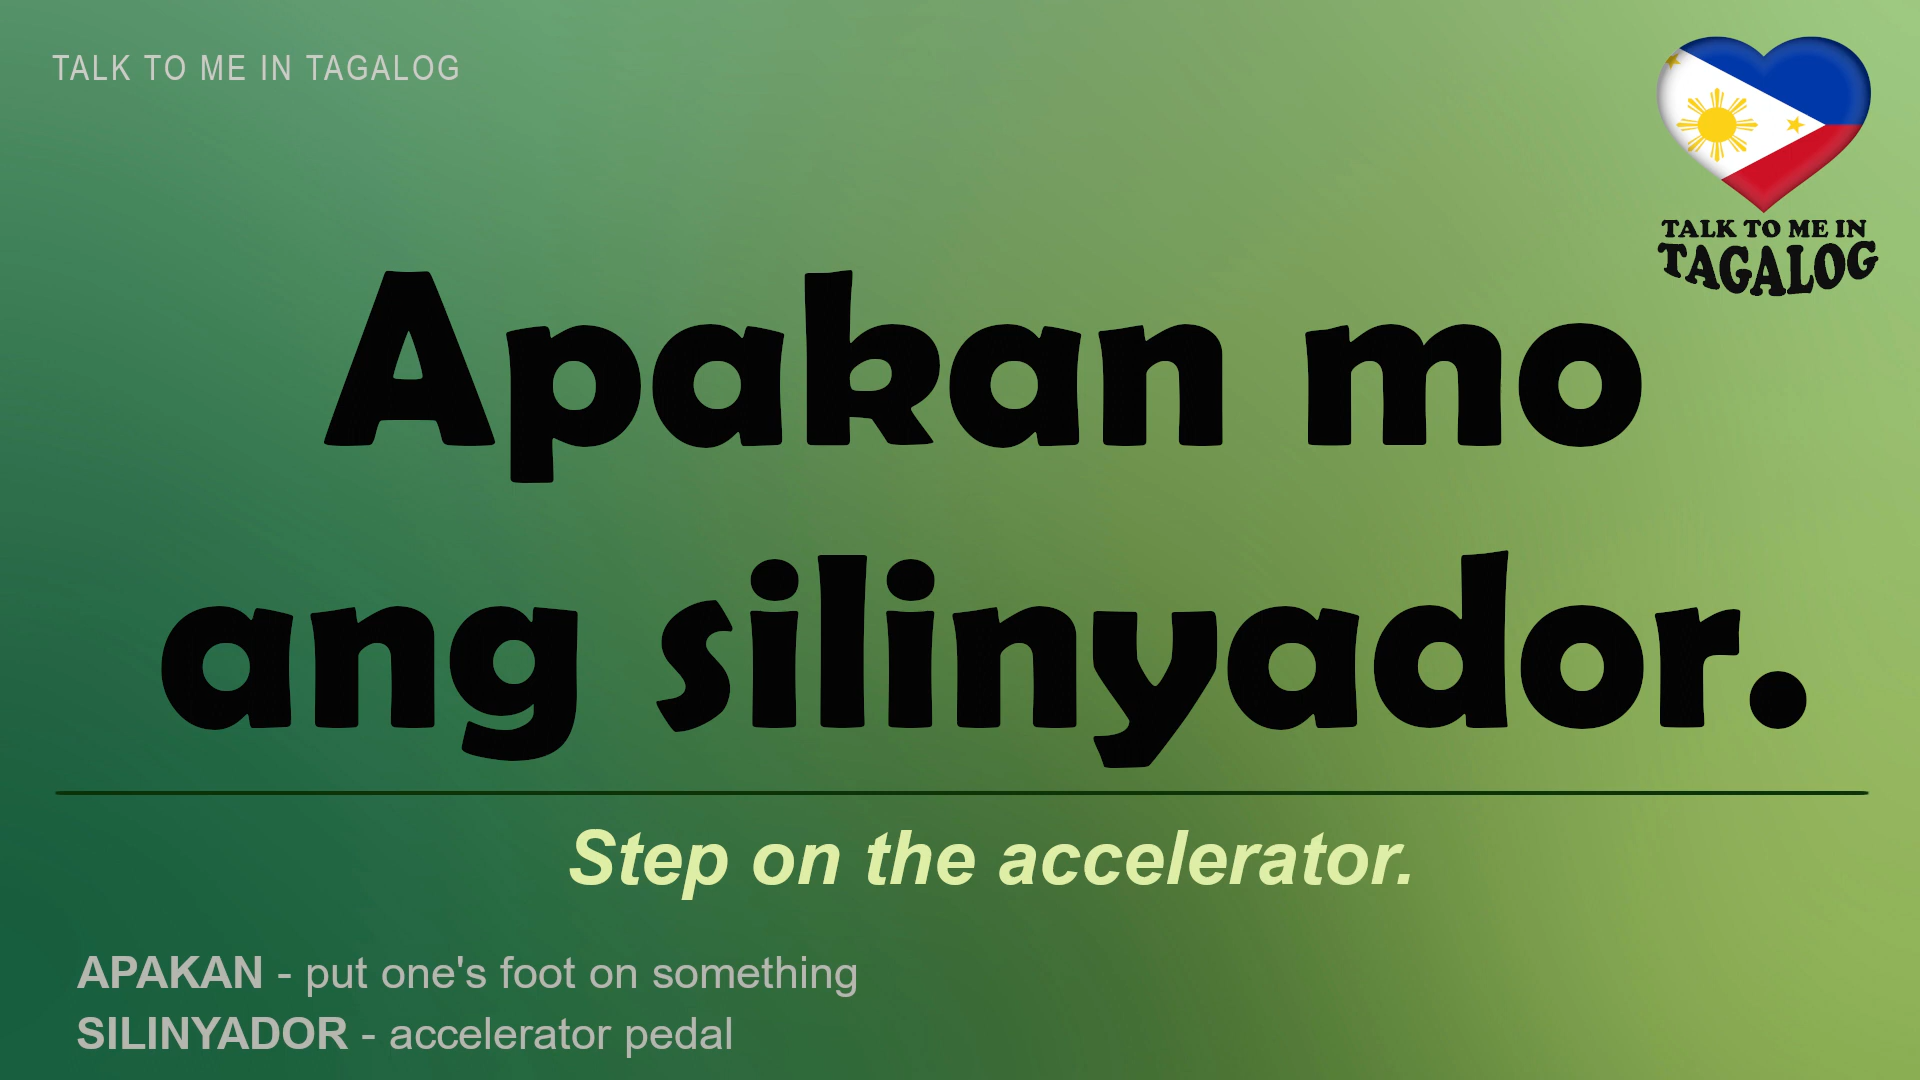 TALK TO ME IN TAGALOG
TALK TO ME IN
TAGALOG
Apakan mo
ang silinyador.
Step on the accelerator.
APAKAN - put one's foot on something
SILINYADOR - accelerator pedal